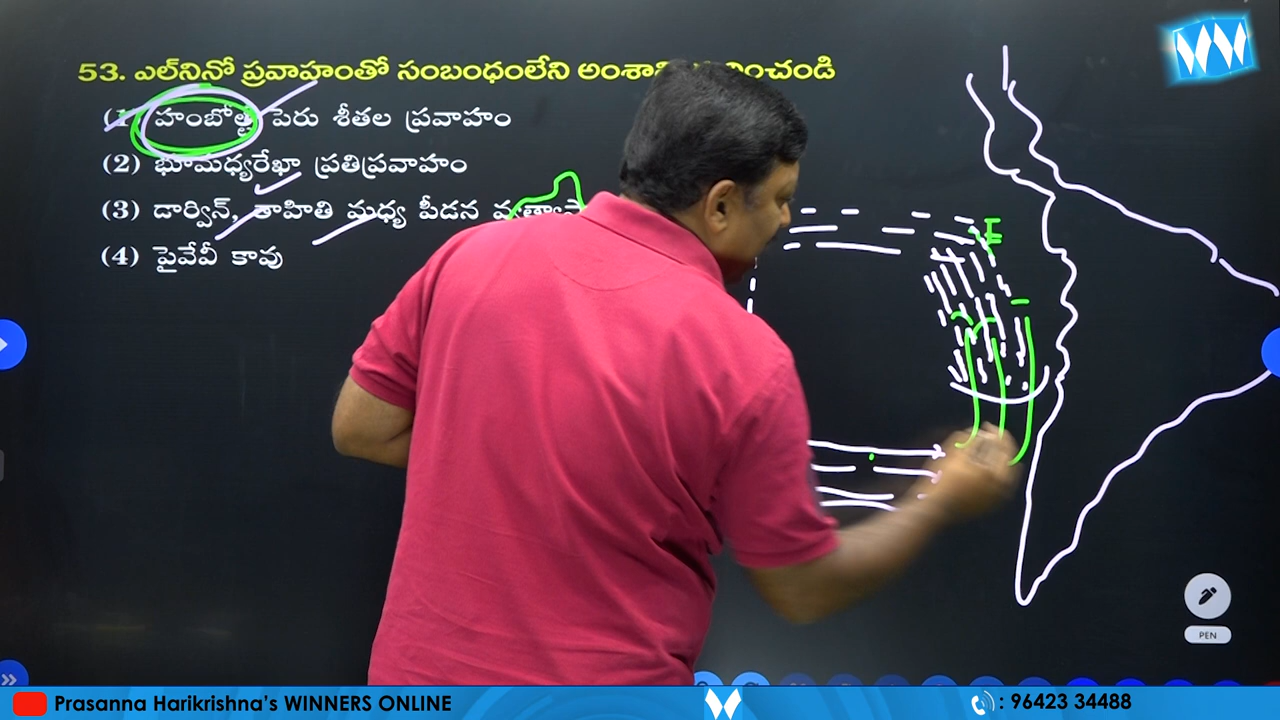 53. ఎల్‌నినో ప్రవాహంతో సంబంధంలేని
(1) హంబోల్ట్ పెరు శీతల ప్రవాహం
(2) భూమధ్యరేఖా ప్రతిప్రవాహం
(3) డార్విన్, తాహితి మధ్య పీడన
(4) పైవేవీ కావు
E
W
PEN
Prasanna Harikrishna's WINNERS ONLINE
W
: 96423 34488